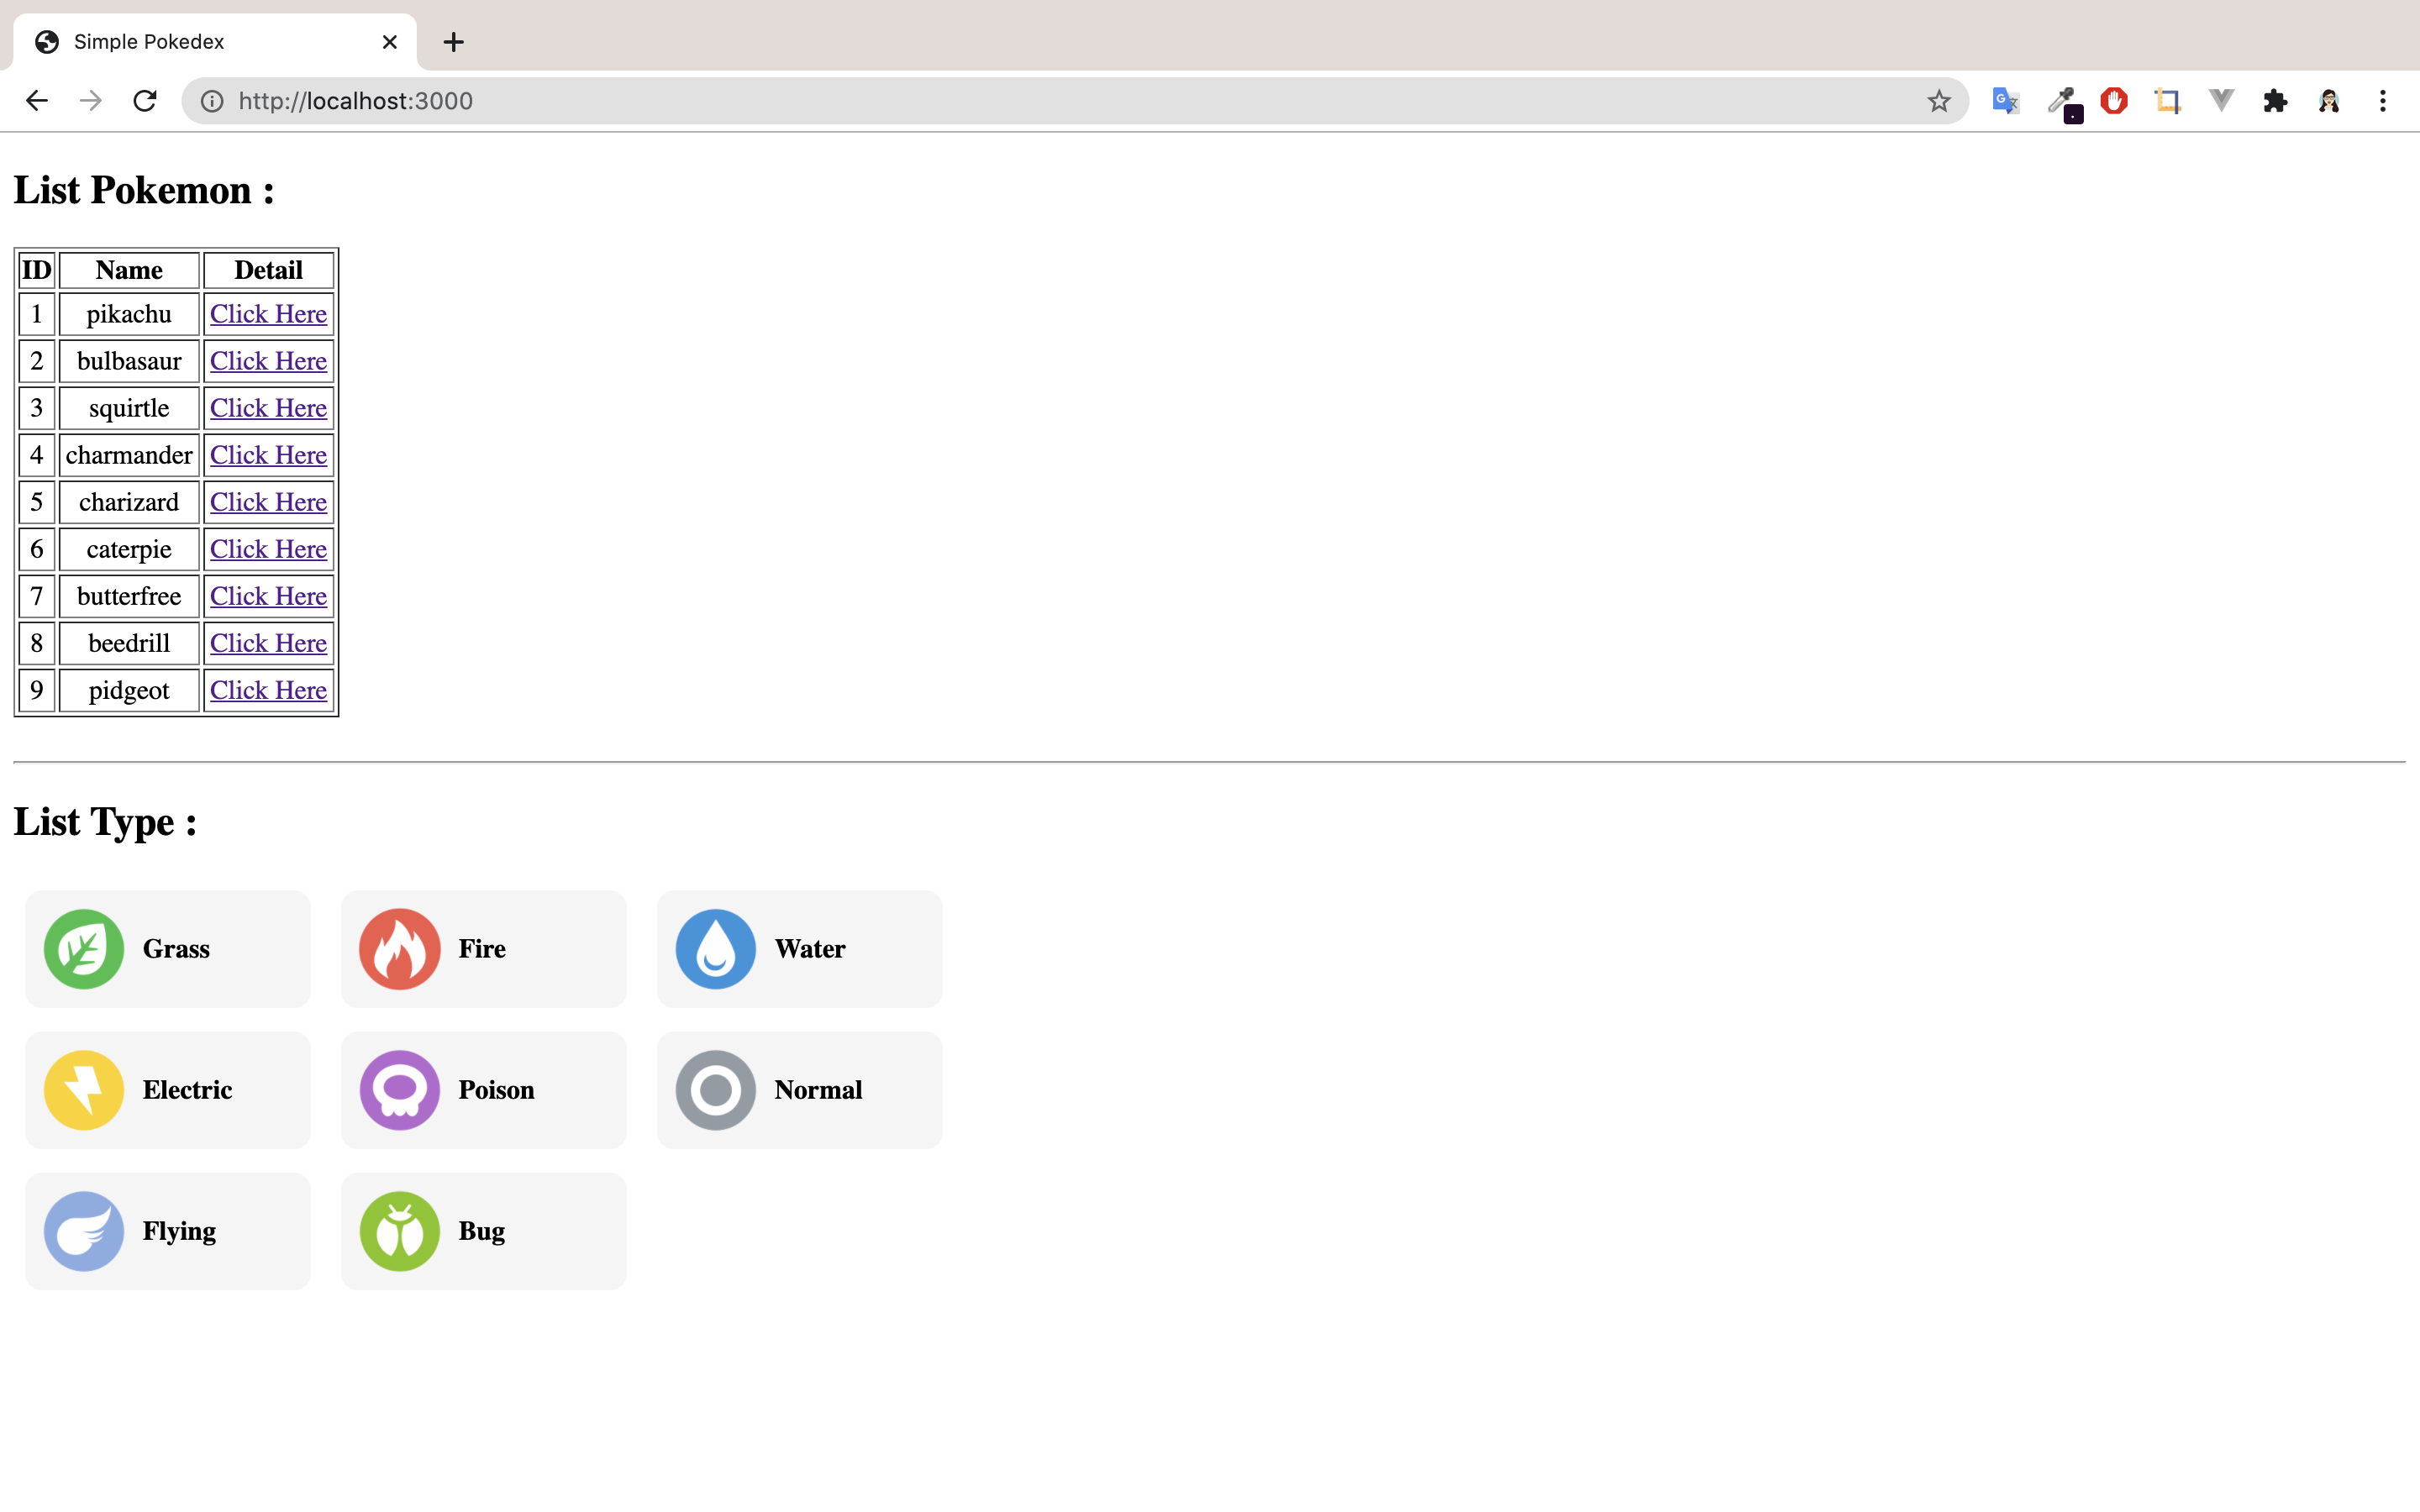 Simple Pokedex
http://localhost:3000
List Pokemon :
ID Name Detail
1 pikachu Click Here
2 bulbasaur Click Here
3 squirtle Click Here
4 charmander Click Here
5 charizard Click Here
6 caterpie Click Here
7 butterfree Click Here
8 beedrill Click Here
9 pidgeot Click Here
List Type :
Grass Fire Water
Electric Poison Normal
Flying Bug